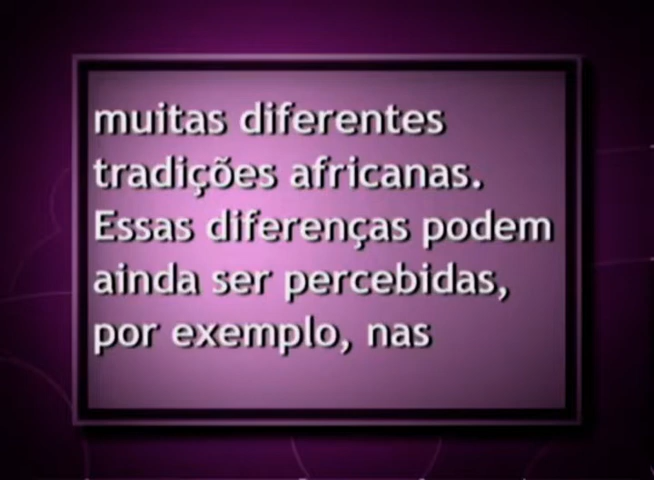 muitas diferentes
tradições africanas.
Essas diferenças podem
ainda ser percebidas,
por exemplo, nas